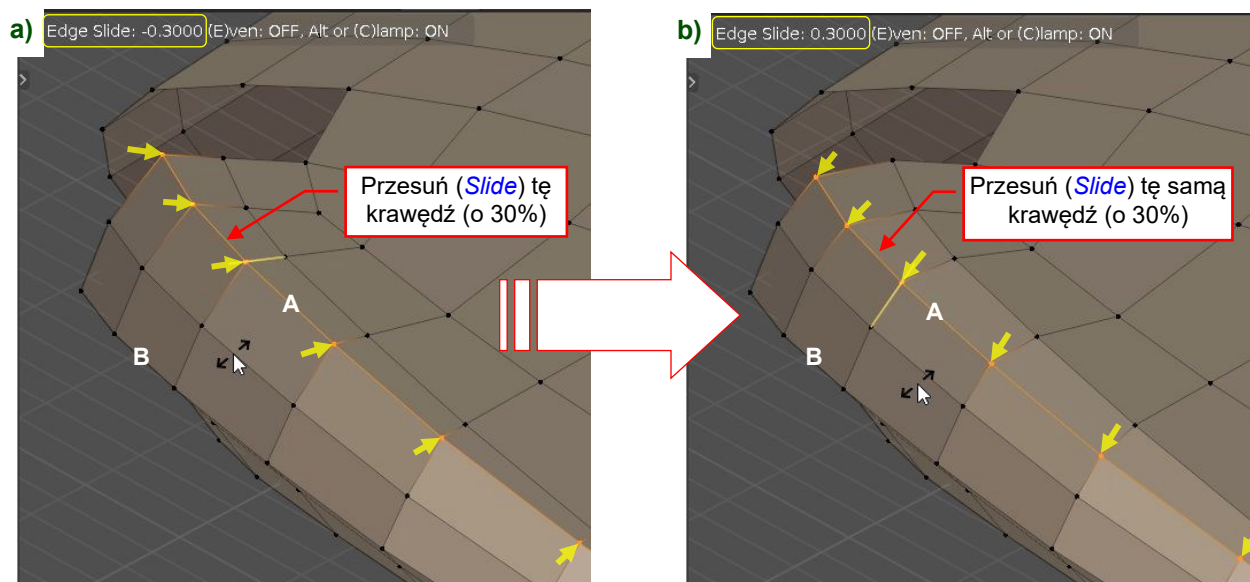 a)
Edge Slide: -0.3000 (E)ven: OFF, Alt or (C)lamp: ON
Przesuń (Slide) tę
krawędź (o 30%)
A
B
b)
Edge Slide: 0.3000 (E)ven: OFF, Alt or (C)lamp: ON
Przesuń (Slide) tę samą
krawędź (o 30%)
A
B